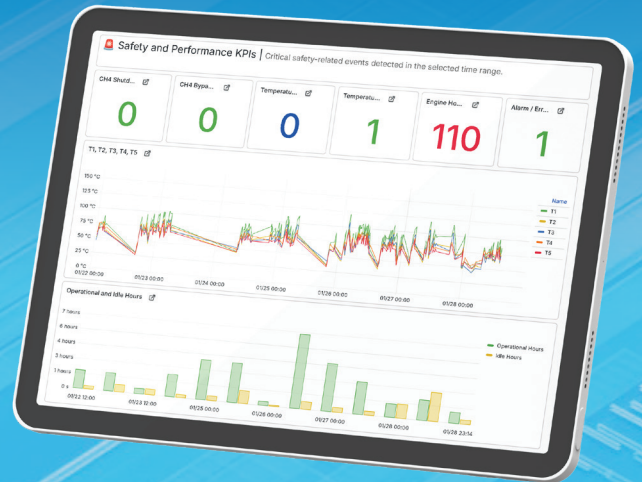 Safety and Performance KPIs | Critical safety-related events detected in the selected time range.
CH4 Shutd... CH4 Bypa... Temperatu... Temperatu... Engine Ho... Alarm / Err...
0 0 0 1 110 1
T1, T2, T3, T4, T5
Name
T1
T2
T3
T4
T5
150 °C
125 °C
100 °C
75 °C
50 °C
25 °C
0 °C
01/22 00:09 01/23 00:00 01/24 00:00 01/25 00:00 01/26 00:00 01/27 00:00 01/28 00:00
Operational and Idle Hours
Operational Hours
Idle Hours
7 hours
6 hours
4 hours
3 hours
1 hours
0 s
01/22 12:00 01/23 12:00 01/25 00:00 01/26 00:00 01/27 00:00 01/28 00:00 01/28 23:14